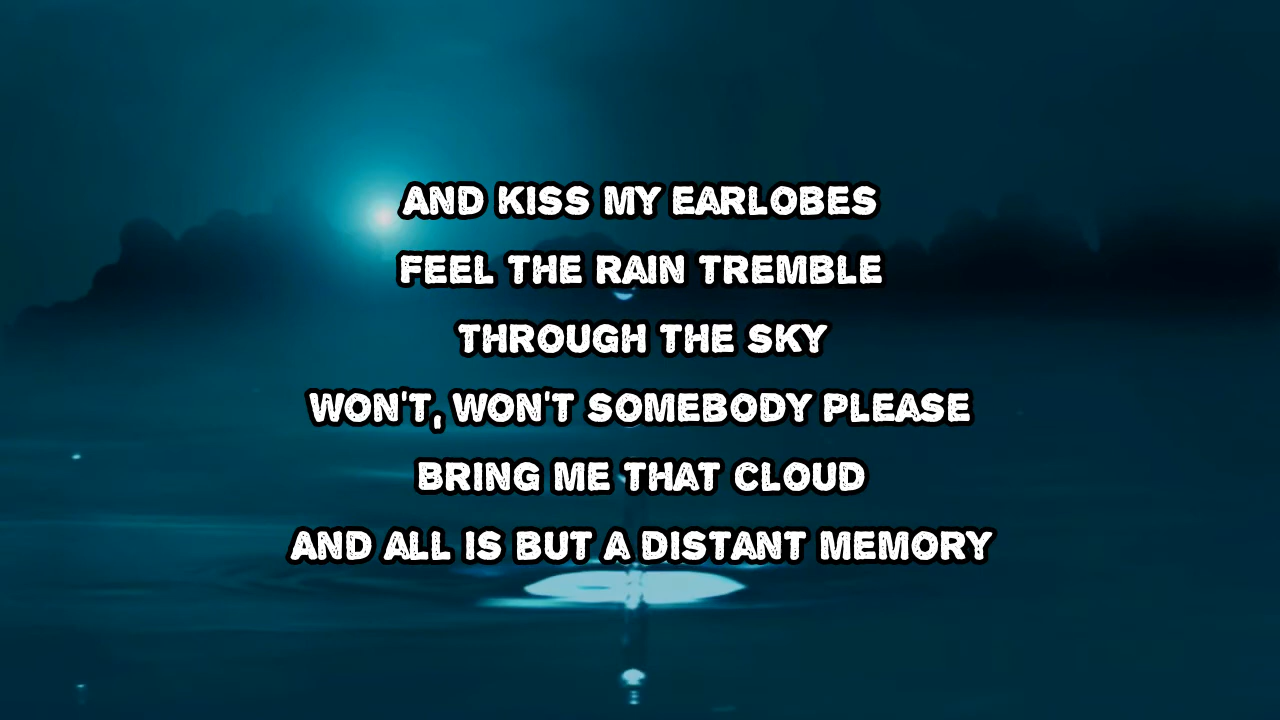 AND KISS MY EARLOBES
FEEL THE RAIN TREMBLE
THROUGH THE SKY
WON'T, WON'T SOMEBODY PLEASE
BRING ME THAT CLOUD
AND ALL IS BUT A DISTANT MEMORY